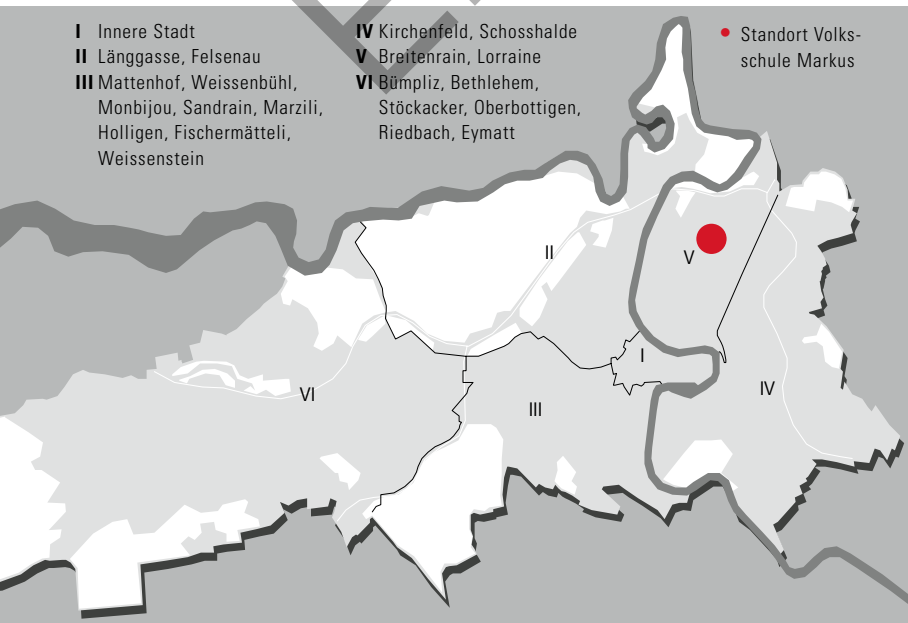 I Innere Stadt
II Länggasse, Felsenau
III Mattenhof, Weissenbühl,
Monbijou, Sandrain, Marzili,
Holligen, Fischermätteli,
Weissenstein
IV Kirchenfeld, Schosshalde
V Breitenrain, Lorraine
VI Bümpliz, Bethlehem,
Stöckacker, Oberbottigen,
Riedbach, Eymatt
Standort Volks-
schule Markus
II
V
I
VI
III
IV